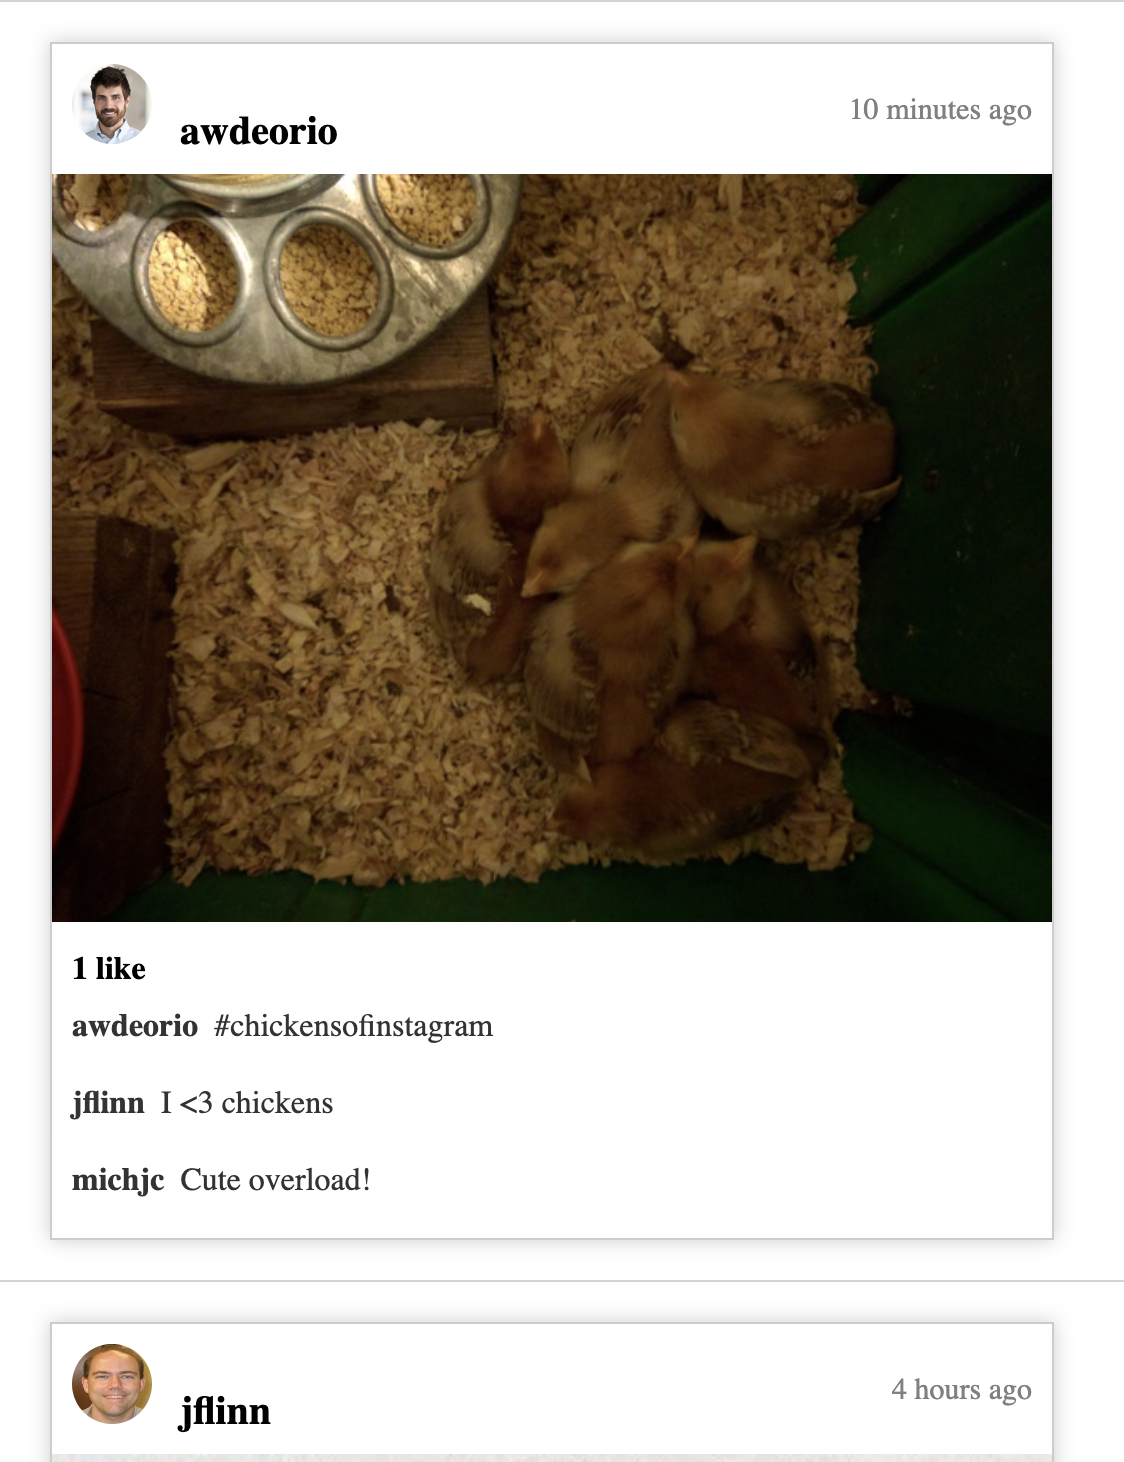 awdeorio
10 minutes ago
1 like
awdeorio #chickensofinstagram
jflinn I <3 chickens
michjc Cute overload!
jflinn
4 hours ago